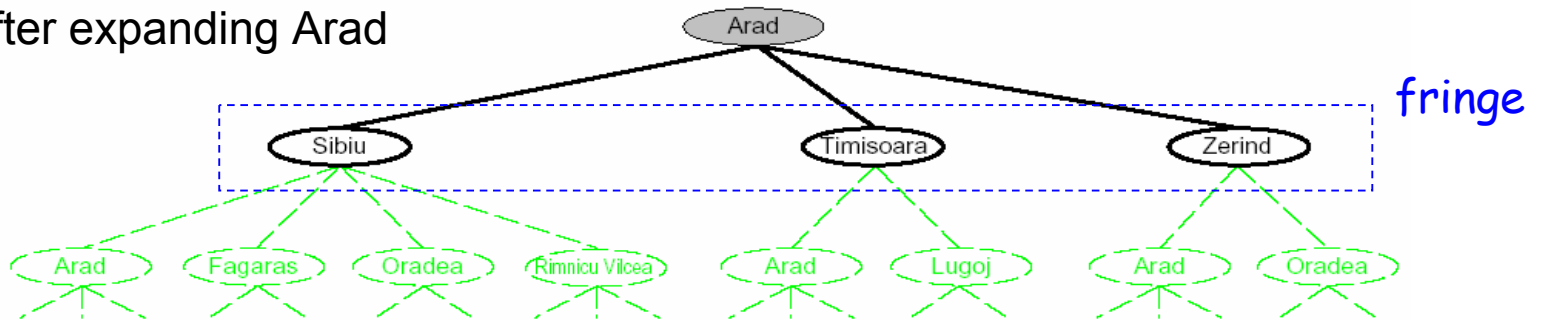 fter expanding Arad
Arad
fringe
Sibiu
Timisoara
Zerind
Arad
Fagaras
Oradea
Rimnicu Vilcea
Arad
Lugoj
Arad
Oradea